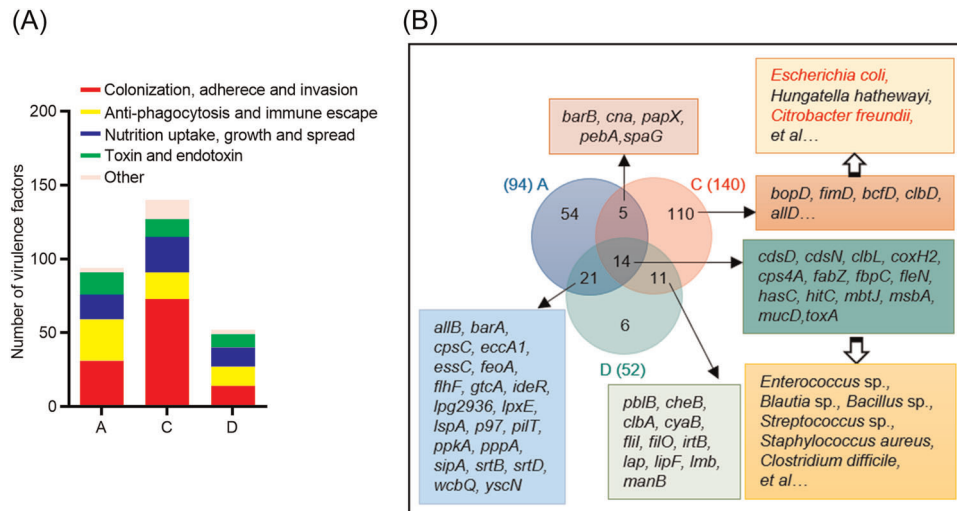 (A)
Colonization, adherece and invasion
Anti-phagocytosis and immune escape
Nutrition uptake, growth and spread
Toxin and endotoxin
Other
Number of virulence factors
200
150
100
50
0
A
C
D
(B)
barB, cna, papX,
pebA,spaG
Escherichia coli,
Hungatella hathewayi,
Citrobacter freundii,
et al…
(94) A
C (140)
54
5
110
14
21
11
6
D (52)
bopD, fimD, bcfD, clbD,
allD…
cdsD, cdsN, clbL, coxH2,
cps4A, fabZ, fbpC, fleN,
hasC, hitC, mbtJ, msbA,
mucD,toxA
allB, barA,
cpsC, eccA1,
essC, feoA,
flhF, gtcA, ideR,
lpg2936, lpxE,
lspA, p97, pilT,
ppkA, pppA,
sipA, srtB, srtD,
wcbQ, yscN
pblB, cheB,
clbA, cyaB,
fliI, filO, irtB,
lap, lipF, lmb,
manB
Enterococcus sp.,
Blautia sp., Bacillus sp.,
Streptococcus sp.,
Staphylococcus aureus,
Clostridium difficile,
et al…